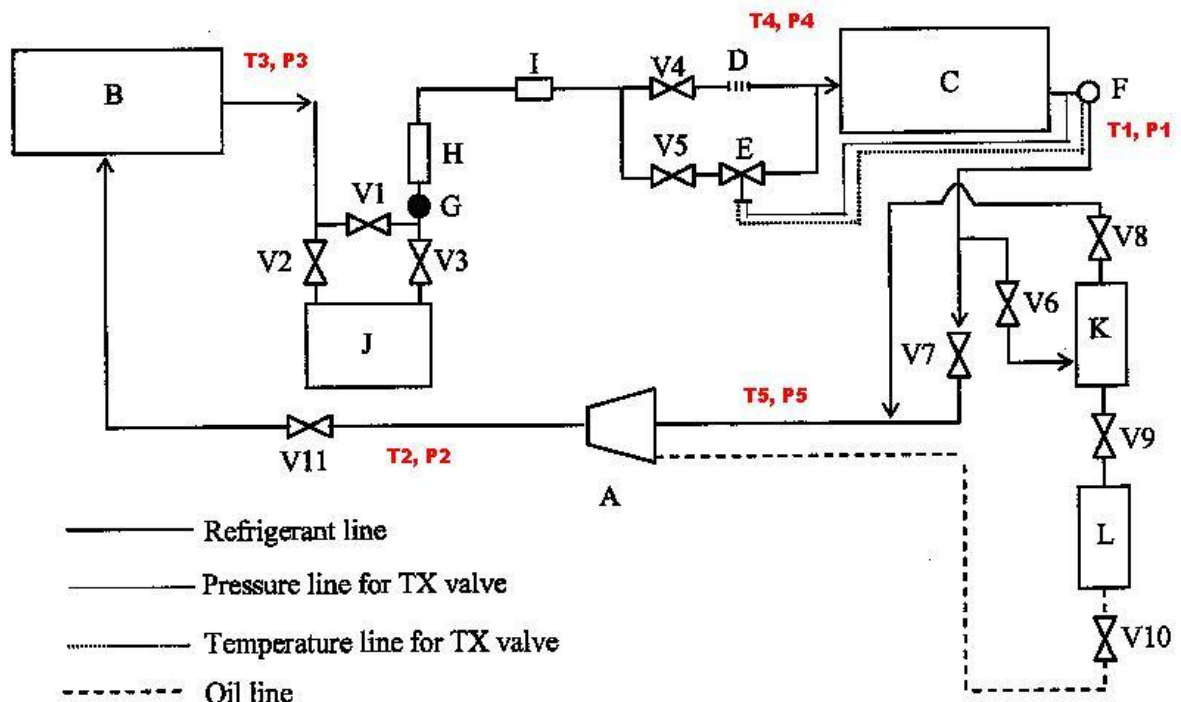 T4, P4
T3, P3
I
V4
D
B
C
F
V5
E
T1, P1
H
V1
G
V8
V2
V3
V6
K
J
V7
T5, P5
V9
V11
T2, P2
A
L
Refrigerant line
Pressure line for TX valve
V10
Temperature line for TX valve
Oil line